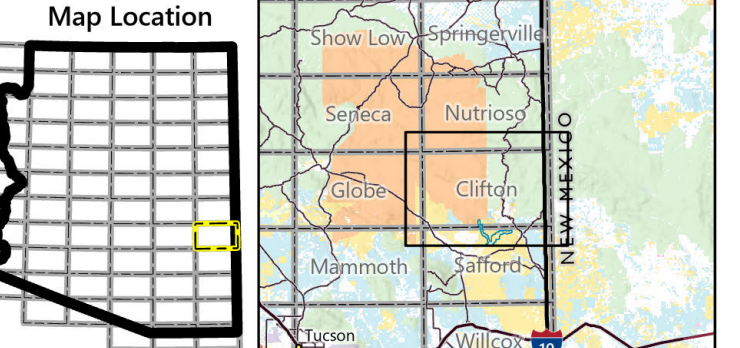 Map Location
Show Low
Springerville
Seneca
Nutrioso
NEW MEXICO
Globe
Clifton
Mammoth
Safford
Tucson
Willcox
10